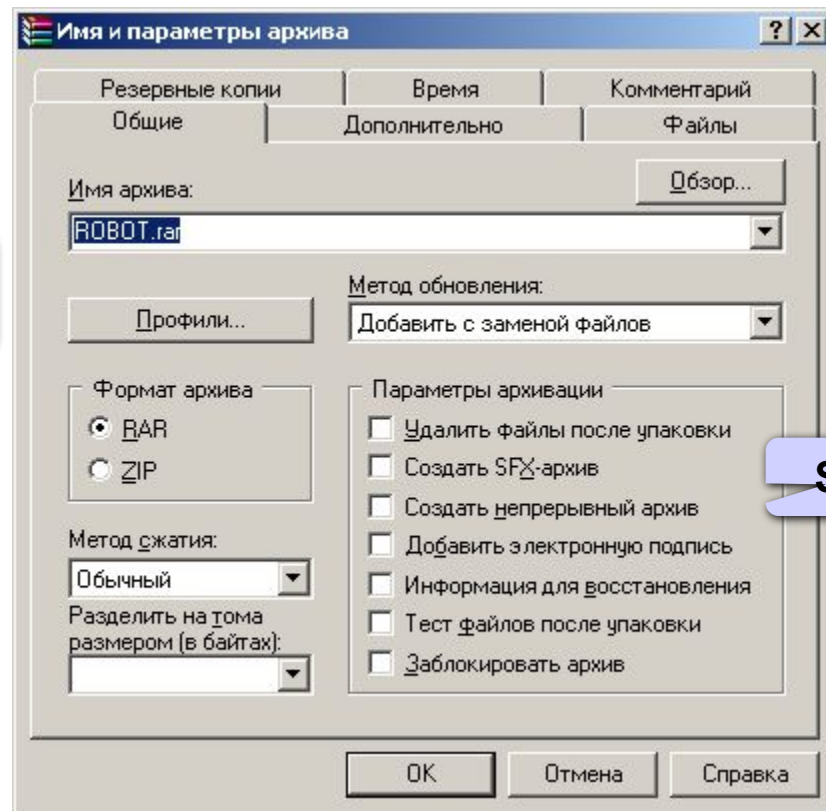 Имя и параметры архива
Резервные копии Время Комментарий
Общие Дополнительно Файлы
Имя архива:
Обзор...
ROBOT.rar
Метод обновления:
Профили...
Добавить с заменой файлов
Формат архива
RAR
ZIP
Параметры архивации
Удалить файлы после упаковки
Создать SFX-архив
Создать непрерывный архив
Добавить электронную подпись
Информация для восстановления
Тест файлов после упаковки
Заблокировать архив
Метод сжатия:
Обычный
Разделить на тома
размером (в байтах):
OK Отмена Справка